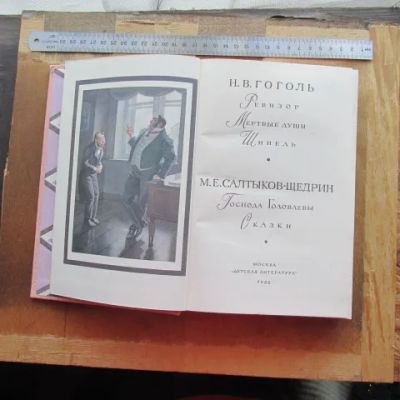 Н.В.ГОГОЛЬ
Ревизор
Мертвые души
Шинель
М.Е.САЛТЫКОВ-ЩЕДРИН
Господа Головлевы
Сказки
МОСКВА
«ДЕТСКАЯ ЛИТЕРАТУРА»